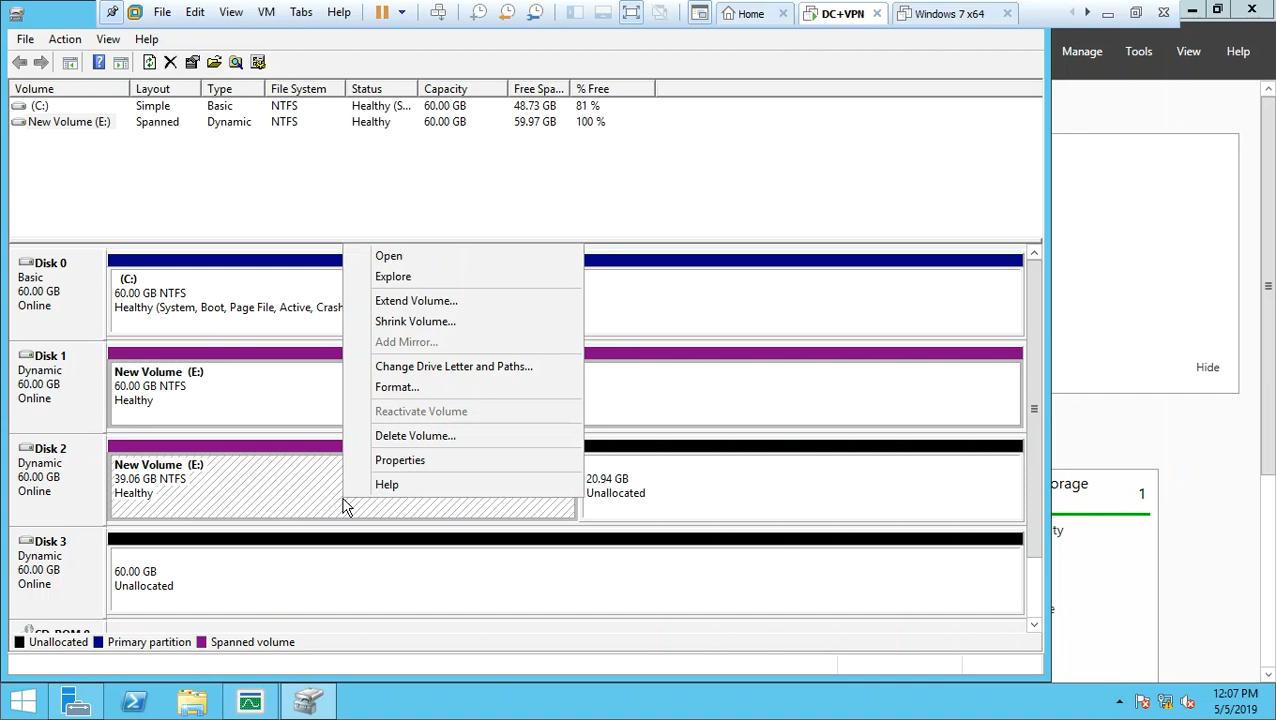 File Edit View VM Tabs Help Home DC+VPN Windows 7 x64
File Action View Help
Manage Tools View Help
Volume Layout Type File System Status Capacity Free Spa... % Free
(C:) Simple Basic NTFS Healthy (S... 60.00 GB 48.73 GB 81 %
New Volume (E:) Spanned Dynamic NTFS Healthy 60.00 GB 59.97 GB 100 %
Disk 0
Basic
60.00 GB
Online
(C:)
60.00 GB NTFS
Healthy (System, Boot, Page File, Active, Crash
Open
Explore
Extend Volume...
Shrink Volume...
Add Mirror...
Change Drive Letter and Paths...
Format...
Reactivate Volume
Delete Volume...
Properties
Help
Disk 1
Dynamic
60.00 GB
Online
New Volume (E:)
60.00 GB NTFS
Healthy
Hide
Disk 2
Dynamic
60.00 GB
Online
New Volume (E:)
39.06 GB NTFS
Healthy
20.94 GB
Unallocated
orage 1
ty
Disk 3
Dynamic
60.00 GB
Online
60.00 GB
Unallocated
Unallocated Primary partition Spanned volume
12:07 PM
5/5/2019